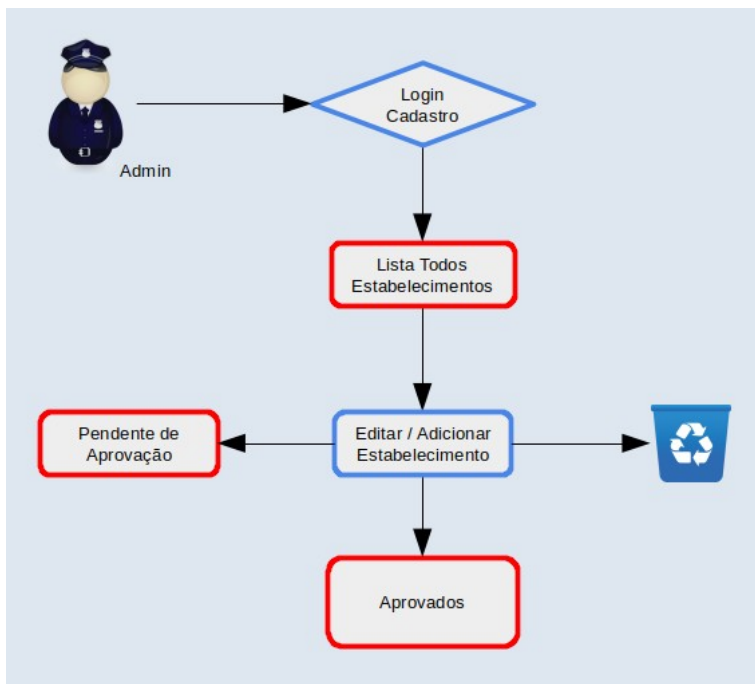 Login
Cadastro
Admin
Lista Todos
Estabelecimentos
Pendente de
Aprovação
Editar / Adicionar
Estabelecimento
Aprovados